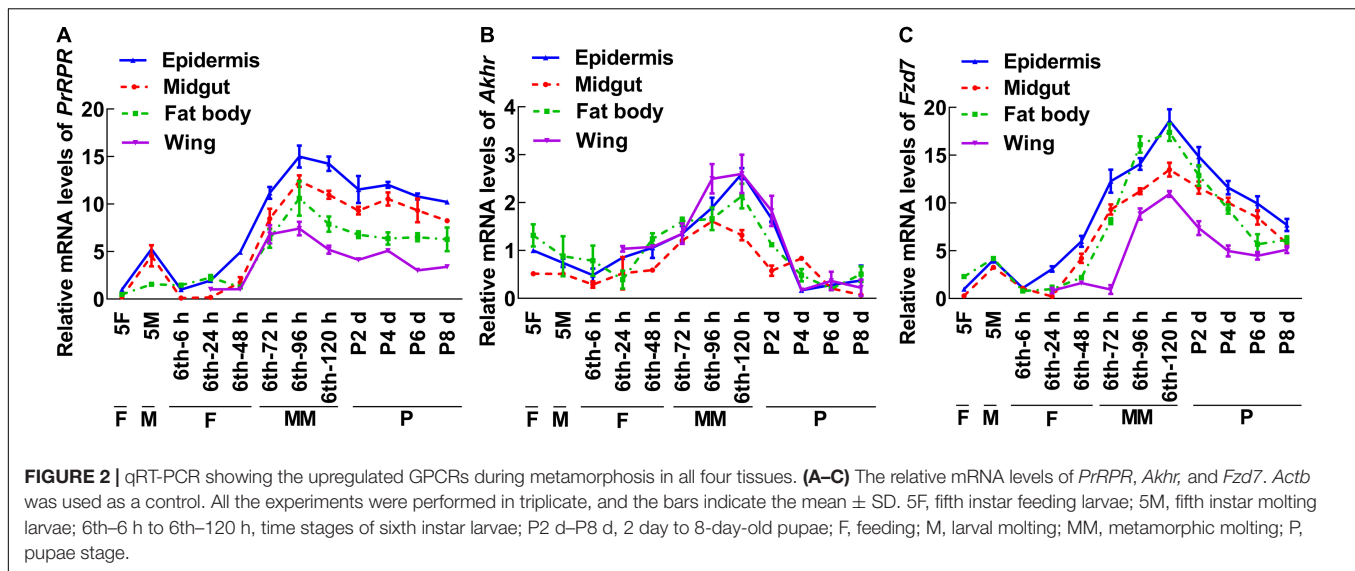 A
Epidermis
Midgut
Fat body
Wing
Relative mRNA levels of PrRPR
20
15
10
5
0
5F
5M
6th-6 h
6th-24 h
6th-48 h
6th-72 h
6th-96 h
6th-120 h
P2 d
P4 d
P6 d
P8 d
F
M
F
MM
P
B
Epidermis
Midgut
Fat body
Wing
Relative mRNA levels of Akhr
4
3
2
1
0
5F
5M
6th-6 h
6th-24 h
6th-48 h
6th-72 h
6th-96 h
6th-120 h
P2 d
P4 d
P6 d
P8 d
F
M
F
MM
P
C
Epidermis
Midgut
Fat body
Wing
Relative mRNA levels of Fzd7
20
15
10
5
0
5F
5M
6th-6 h
6th-24 h
6th-48 h
6th-72 h
6th-96 h
6th-120 h
P2 d
P4 d
P6 d
P8 d
F
M
F
MM
P
FIGURE 2 | qRT-PCR showing the upregulated GPCRs during metamorphosis in all four tissues. (A–C) The relative mRNA levels of PrRPR, Akhr, and Fzd7. Actb
was used as a control. All the experiments were performed in triplicate, and the bars indicate the mean ± SD. 5F, fifth instar feeding larvae; 5M, fifth instar molting
larvae; 6th–6 h to 6th–120 h, time stages of sixth instar larvae; P2 d–P8 d, 2 day to 8-day-old pupae; F, feeding; M, larval molting; MM, metamorphic molting; P,
pupae stage.